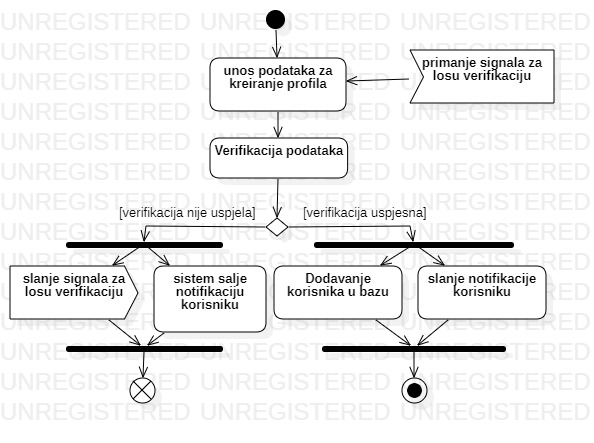 UNREGISTERED UNREGISTERED UNREGISTERED
UNREGISTERED UNREGISTERED UNREGISTERED
unos podataka za
kreiranje profila
primanje signala za
losu verifikaciju
Verifikacija podataka
[verifikacija nije uspjela]
[verifikacija uspjesna]
slanje signala za
losu verifikaciju
sistem salje
notifikaciju
korisniku
Dodavanje
korisnika u bazu
slanje notifikacije
korisniku
UNREGISTERED UNREGISTERED UNREGISTERED
UNREGISTERED UNREGISTERED UNREGISTERED